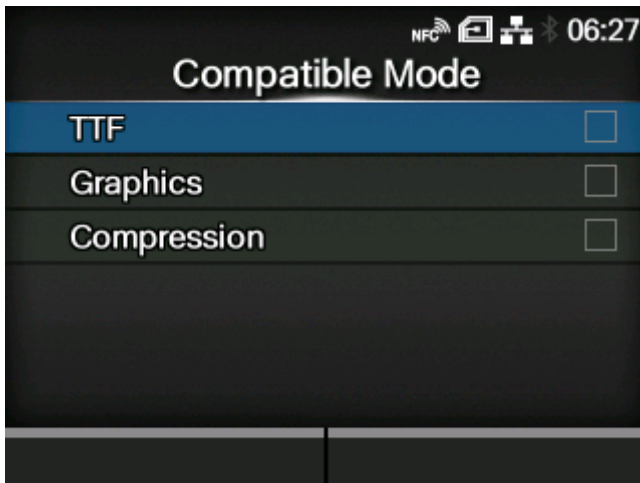 NFC 06:27
Compatible Mode
TTF
Graphics
Compression